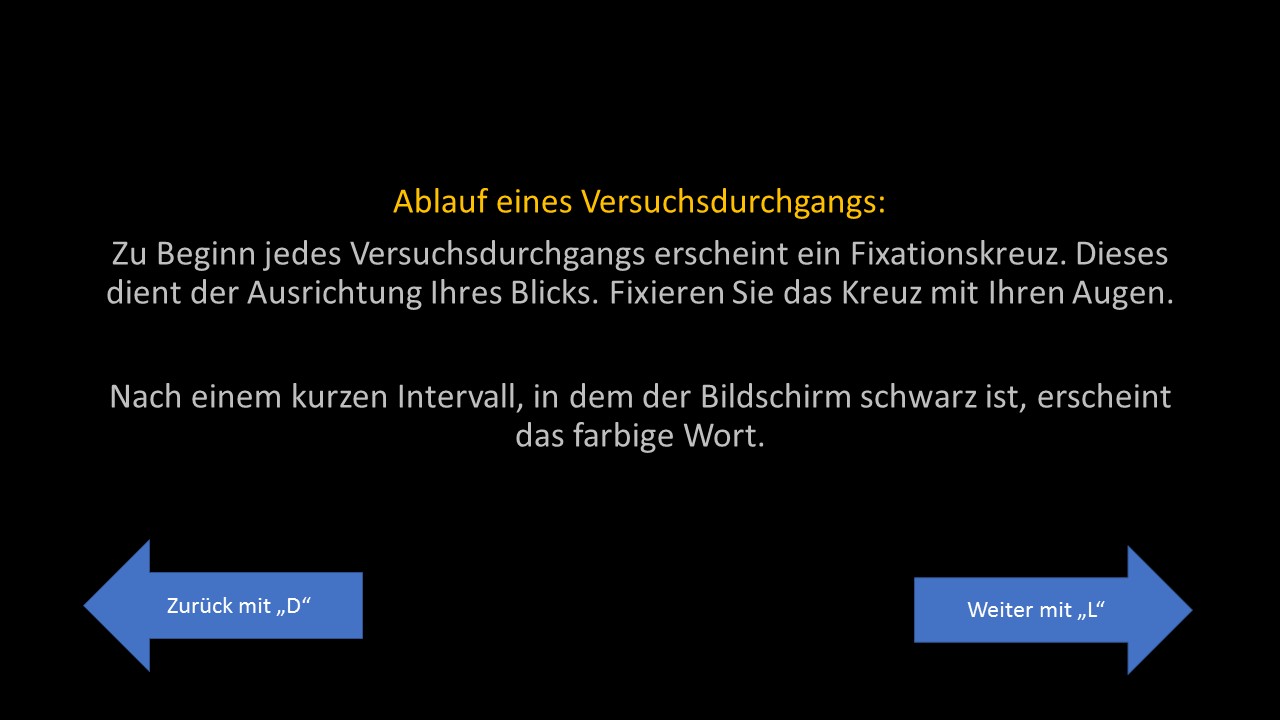 Ablauf eines Versuchsdurchgangs:
Zu Beginn jedes Versuchsdurchgangs erscheint ein Fixationskreuz. Dieses
dient der Ausrichtung Ihres Blicks. Fixieren Sie das Kreuz mit Ihren Augen.
Nach einem kurzen Intervall, in dem der Bildschirm schwarz ist, erscheint
das farbige Wort.
Zurück mit „D“
Weiter mit „L“